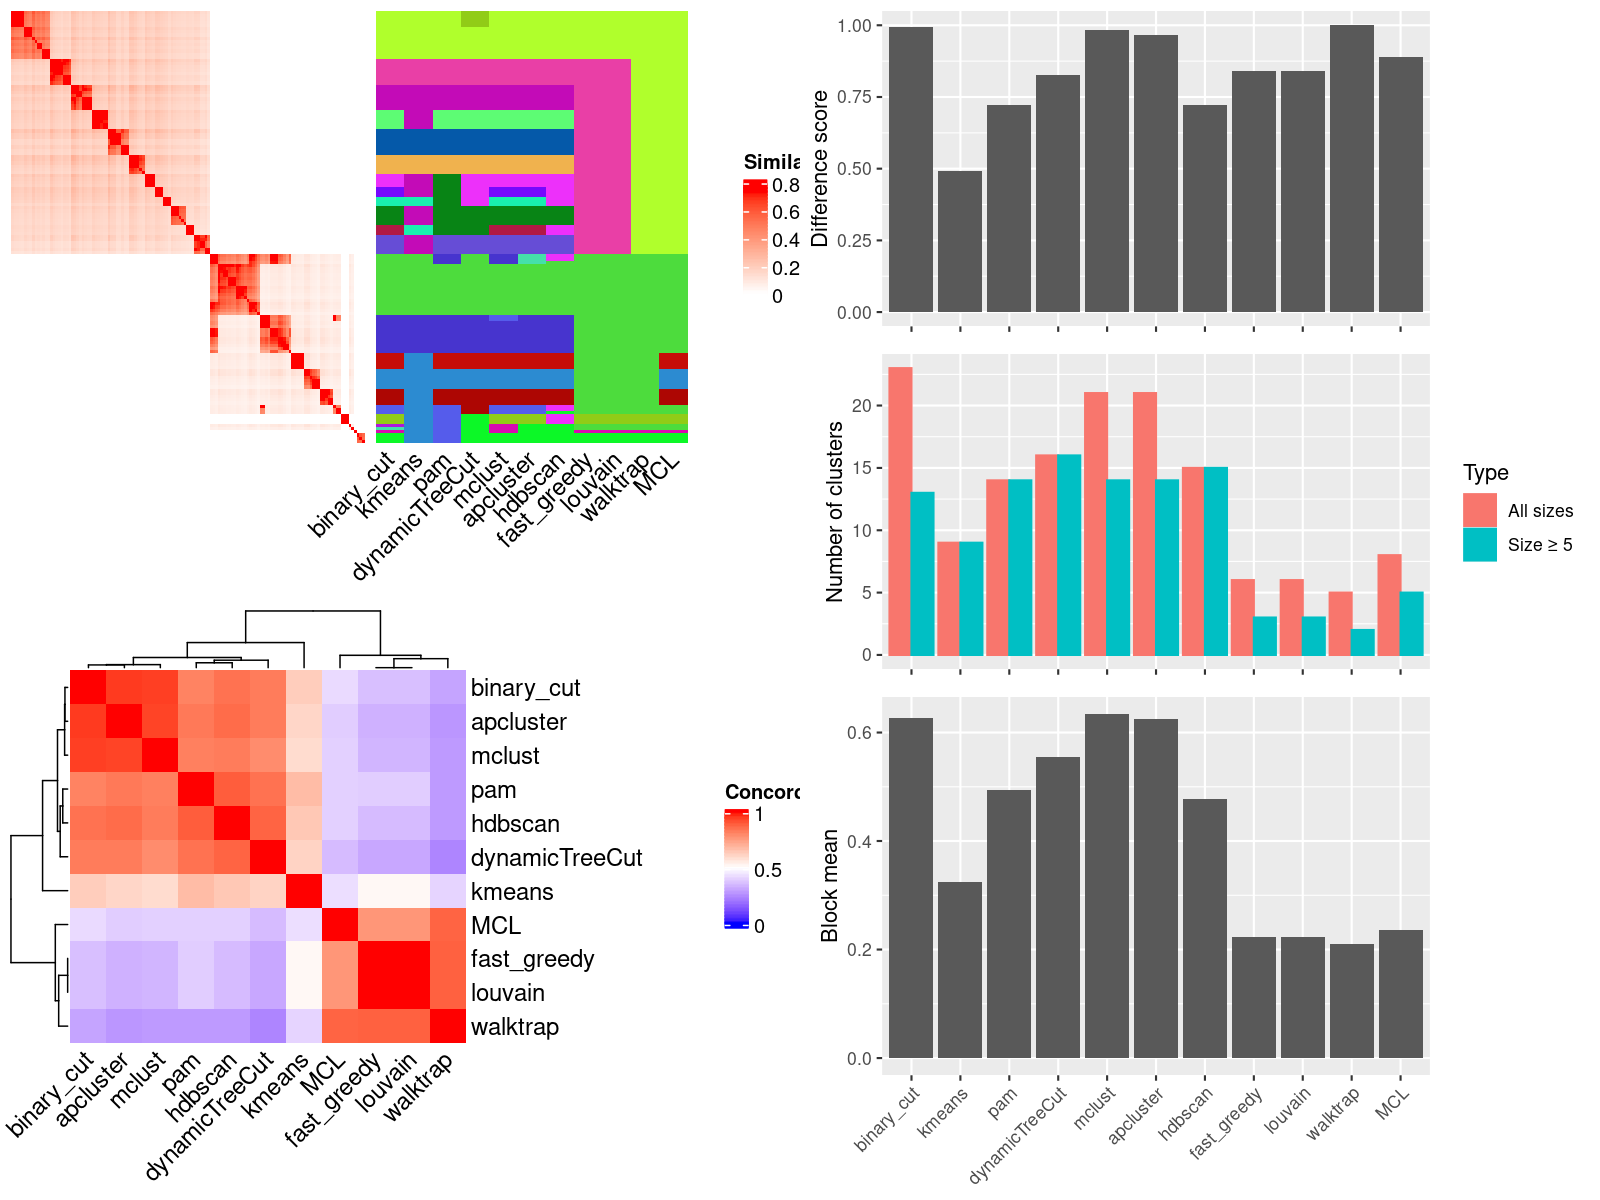 Simila
0.8
0.6
0.4
0.2
0
binary_cut
kmeans
pam
dynamicTreeCut
mclust
apcluster
hdbscan
fast_greedy
louvain
walktrap
MCL
binary_cut
apcluster
mclust
pam
hdbscan
dynamicTreeCut
kmeans
MCL
fast_greedy
louvain
walktrap
binary_cut
apcluster
mclust
pam
hdbscan
dynamicTreeCut
kmeans
MCL
fast_greedy
louvain
walktrap
Concord
1
0.5
0
Difference score
1.00
0.75
0.50
0.25
0.00
Number of clusters
20
15
10
5
0
Type
All sizes
Size ≥ 5
Block mean
0.6
0.4
0.2
0.0
binary_cut
kmeans
pam
dynamicTreeCut
mclust
apcluster
hdbscan
fast_greedy
louvain
walktrap
MCL